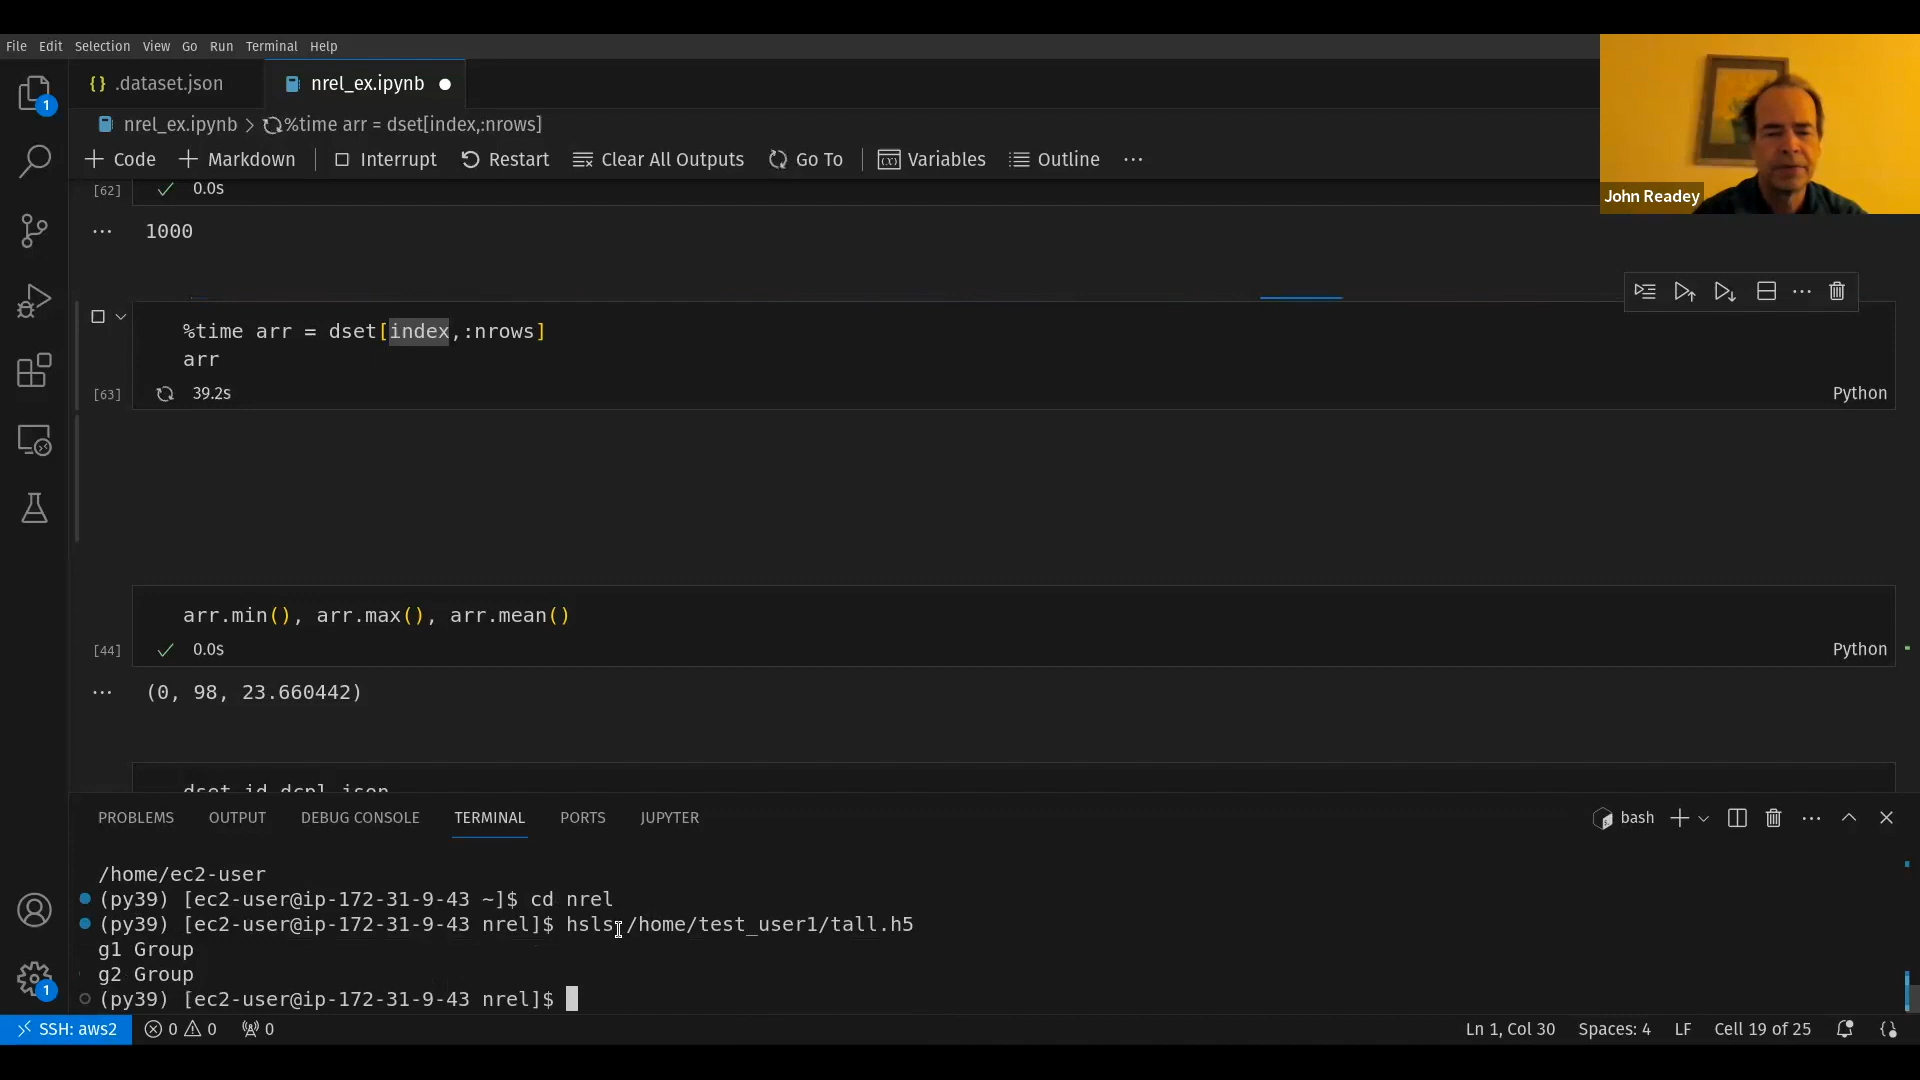 File Edit Selection View Go Run Terminal Help
{} .dataset.json nrel_ex.ipynb
nrel_ex.ipynb > %time arr = dset[index,:nrows]
+ Code + Markdown Interrupt Restart Clear All Outputs Go To (x) Variables Outline ...
[62] 0.0s
... 1000
%time arr = dset[index,:nrows]
arr
[63] 39.2s Python
arr.min(), arr.max(), arr.mean()
[44] 0.0s Python
... (0, 98, 23.660442)
dset.id.dcpl_json
PROBLEMS OUTPUT DEBUG CONSOLE TERMINAL PORTS JUPYTER bash
/home/ec2-user
(py39) [ec2-user@ip-172-31-9-43 ~]$ cd nrel
(py39) [ec2-user@ip-172-31-9-43 nrel]$ hsls /home/test_user1/tall.h5
g1 Group
g2 Group
(py39) [ec2-user@ip-172-31-9-43 nrel]$
SSH: aws2 0 0 0 Ln 1, Col 30 Spaces: 4 LF Cell 19 of 25
John Readey
1
1